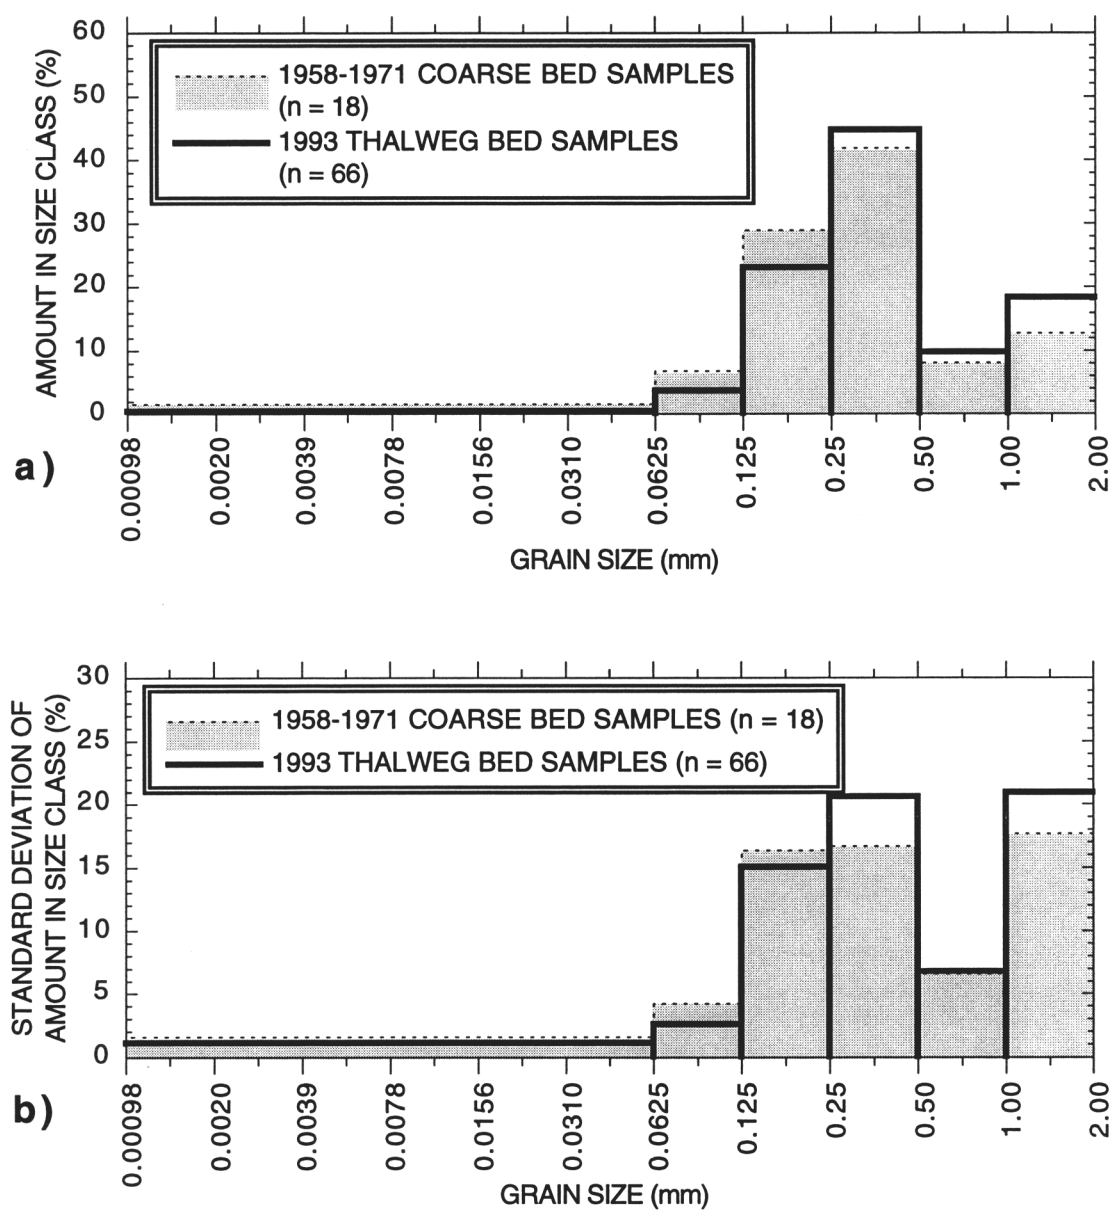 60
50
40
30
20
10
0
AMOUNT IN SIZE CLASS (%)
1958-1971 COARSE BED SAMPLES
(n = 18)
1993 THALWEG BED SAMPLES
(n = 66)
0.00098
0.0020
0.0039
0.0078
0.0156
0.0310
0.0625
0.125
0.25
0.50
1.00
2.00
a)
GRAIN SIZE (mm)
30
25
20
15
10
5
0
STANDARD DEVIATION OF
AMOUNT IN SIZE CLASS (%)
1958-1971 COARSE BED SAMPLES (n = 18)
1993 THALWEG BED SAMPLES (n = 66)
0.00098
0.0020
0.0039
0.0078
0.0156
0.0310
0.0625
0.125
0.25
0.50
1.00
2.00
b)
GRAIN SIZE (mm)